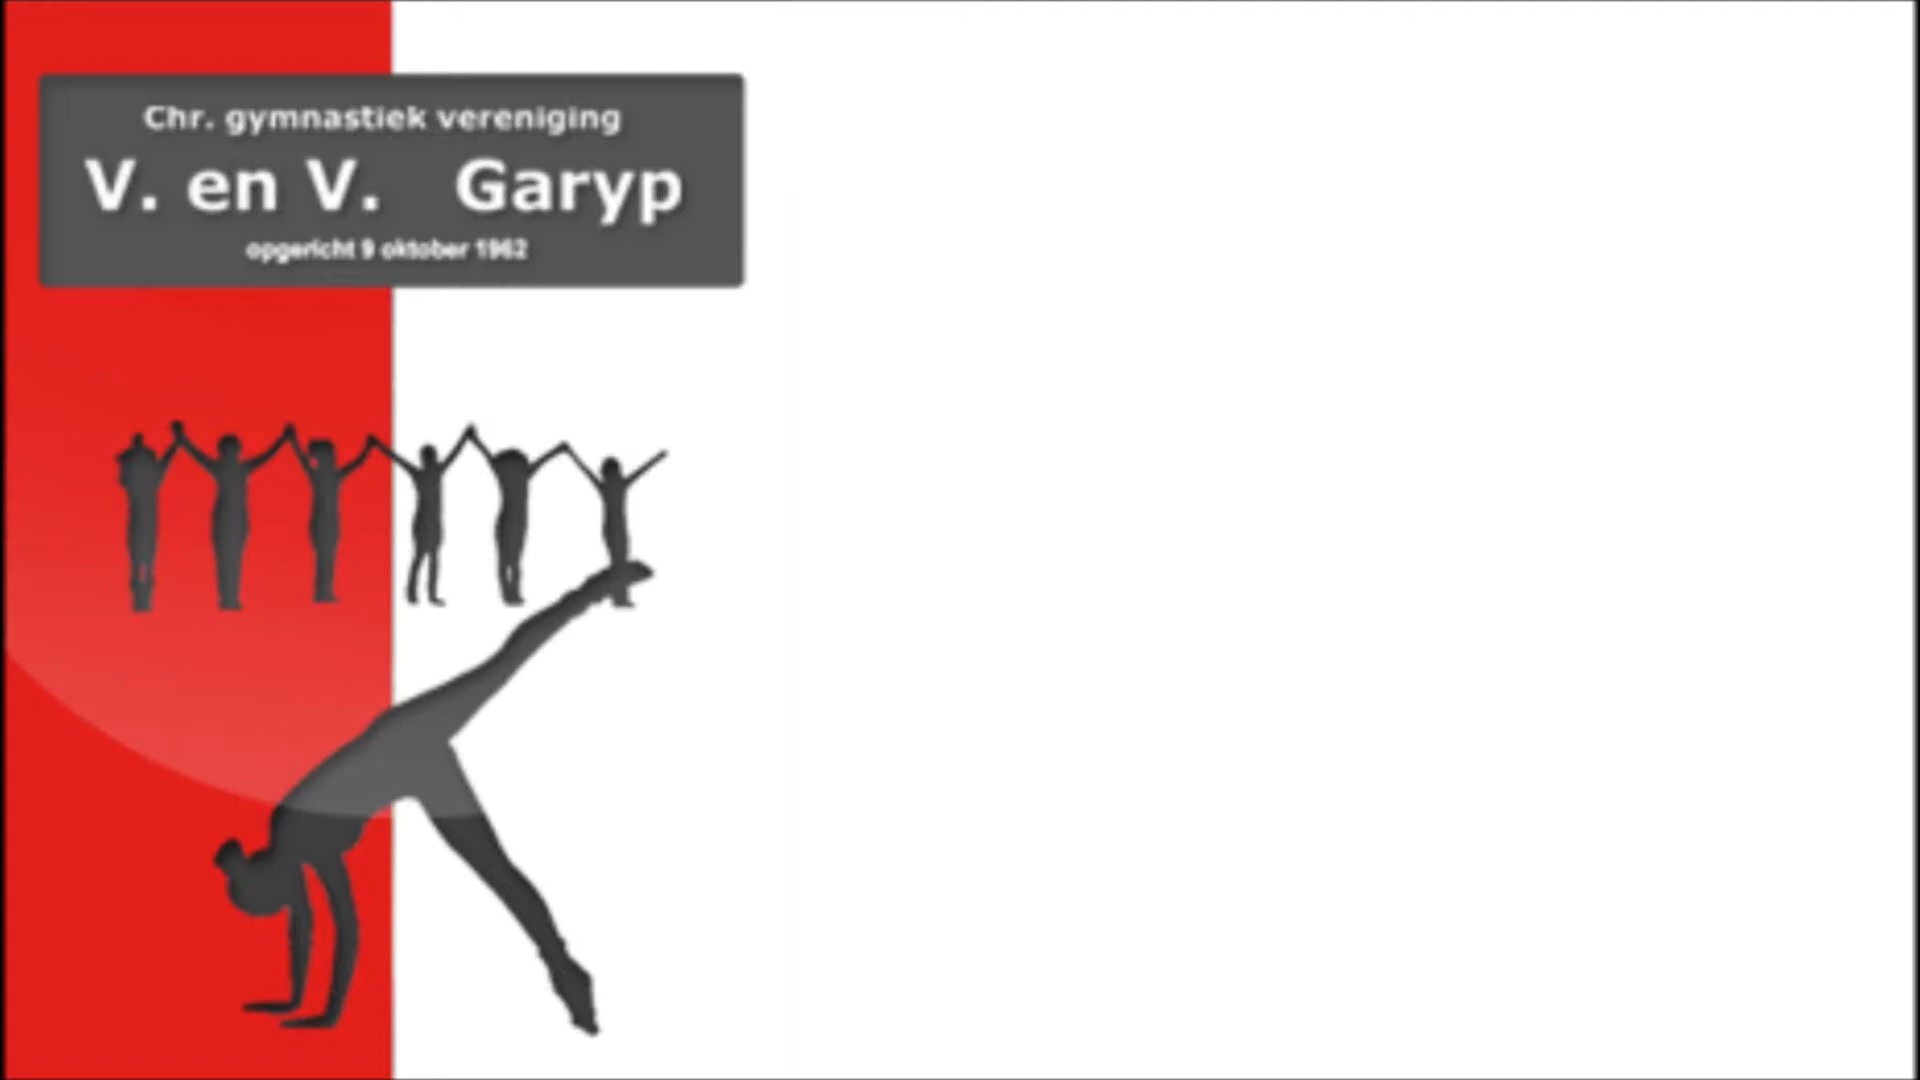 Chr. gymnastiek vereniging
V. en V. Garyp
opgericht 9 oktober 1962